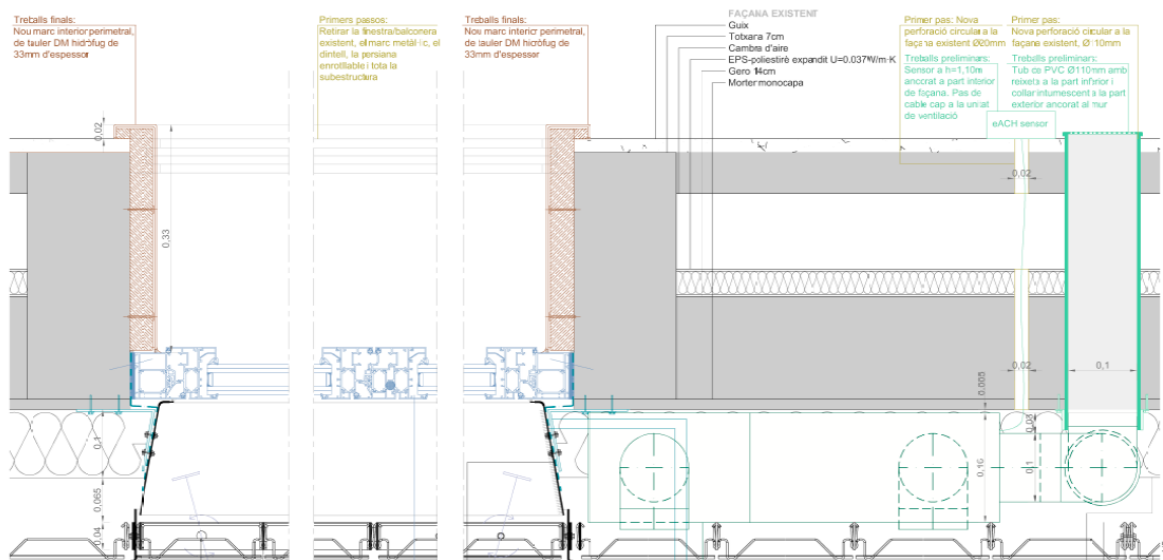 Treballs finals:
Nou marc interior perimetral,
de tauler DM hidròfug de
33mm d'espessor
Primers passos:
Retirar la finestra/balconera
existent, el marc metàl·lic, el
dintell, la persiana
enrotllable i tota la
subestructura
Treballs finals:
Nou marc interior perimetral,
de tauler DM hidròfug de
33mm d'espessor
FAÇANA EXISTENT
Guix
Totxara 7cm
Cambra d'aire
EPS-poliestirè expandit U=0.037W/m·K
Gero 14cm
Morter monocapa
Primer pas: Nova
perforació circular a la
façana existent Ø20mm
Treballs preliminars:
Sensor a h=1,10m
ancorat a part interior
de façana. Pas de
cable cap a la unitat
de ventilació
Primer pas:
Nova perforació circular a la
façana existent, Ø110mm
Treballs preliminars:
Tub de PVC Ø110mm amb
reixeta a la part inferior i
collar intumescent a la part
exterior ancorat al mur
eACH sensor
0,02
0,33
0,02
0,02
0,1
0,005
0,03
0,1
0,16
0,1
0,065
0,04